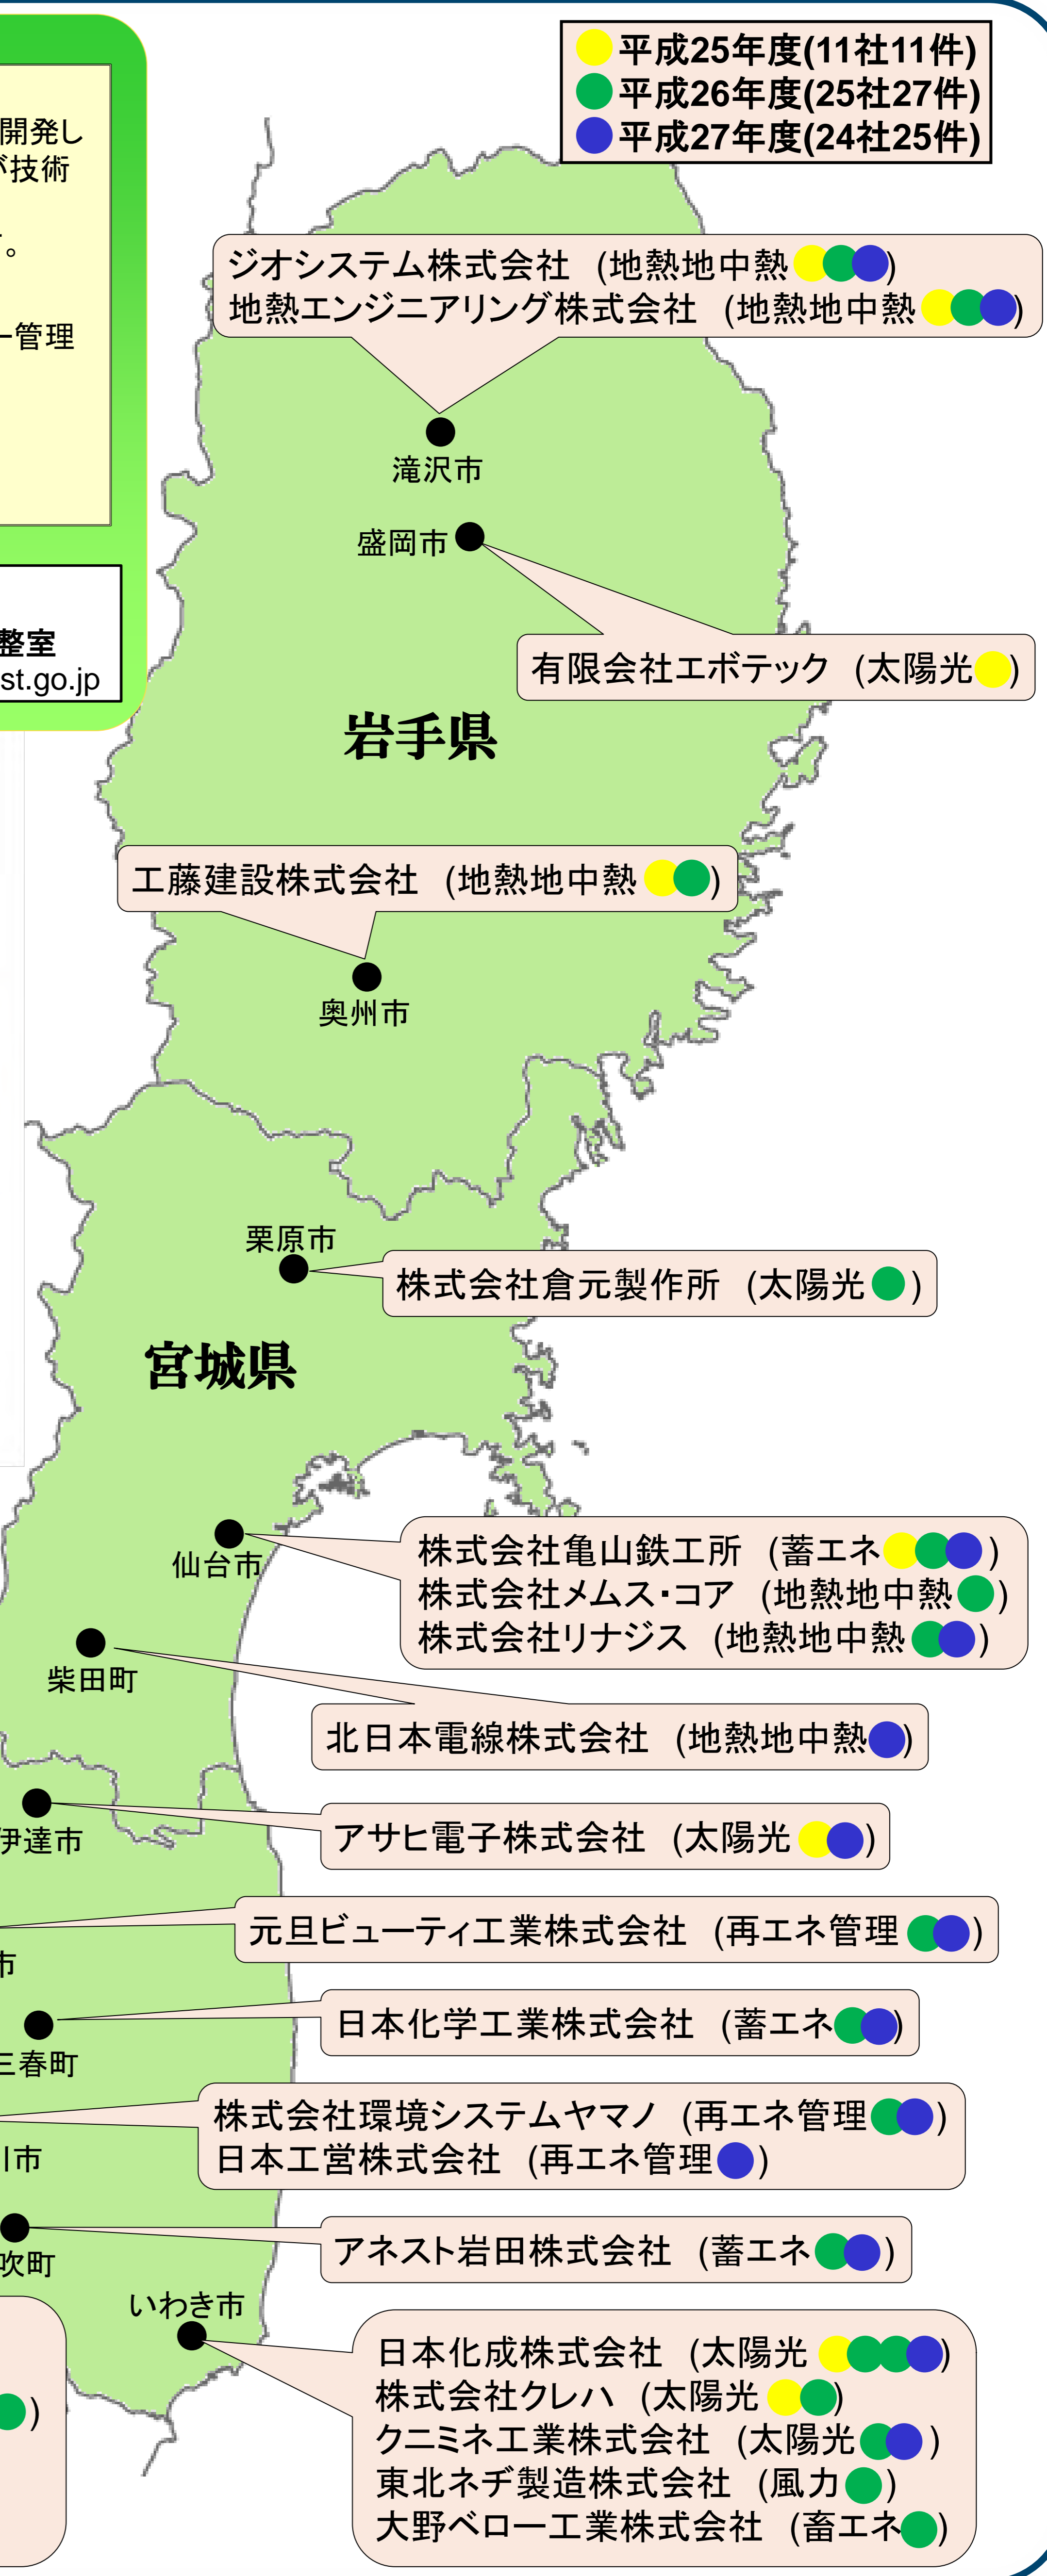 平成25年度(11社11件)
平成26年度(25社27件)
平成27年度(24社25件)
開発し
が技術
。
ー管理
整室
st.go.jp
ジオシステム株式会社 (地熱地中熱 )
地熱エンジニアリング株式会社 (地熱地中熱 )
滝沢市
盛岡市
有限会社エボテック (太陽光 )
岩手県
工藤建設株式会社 (地熱地中熱 )
奥州市
栗原市
株式会社倉元製作所 (太陽光 )
宮城県
仙台市
株式会社亀山鉄工所 (蓄エネ )
株式会社メムス・コア (地熱地中熱 )
株式会社リナジス (地熱地中熱 )
柴田町
北日本電線株式会社 (地熱地中熱 )
伊達市
アサヒ電子株式会社 (太陽光 )
元旦ビューティ工業株式会社 (再エネ管理 )
市
日本化学工業株式会社 (蓄エネ )
三春町
株式会社環境システムヤマノ (再エネ管理 )
日本工営株式会社 (再エネ管理 )
川市
アネスト岩田株式会社 (蓄エネ )
吹町
いわき市
日本化成株式会社 (太陽光 )
株式会社クレハ (太陽光 )
クニミネ工業株式会社 (太陽光 )
東北ネヂ製造株式会社 (風力 )
大野ベロー工業株式会社 (畜エネ )
)